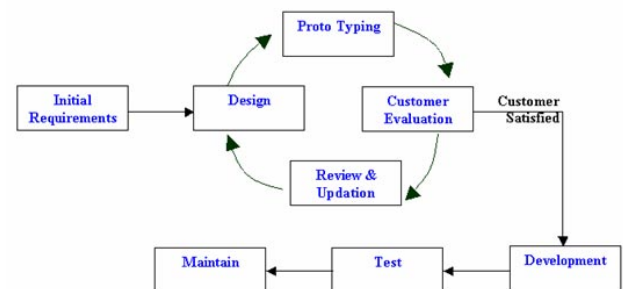 Proto Typing
Initial
Requirements
Design
Customer
Evaluation
Customer
Satisfied
Review &
Updation
Maintain
Test
Development